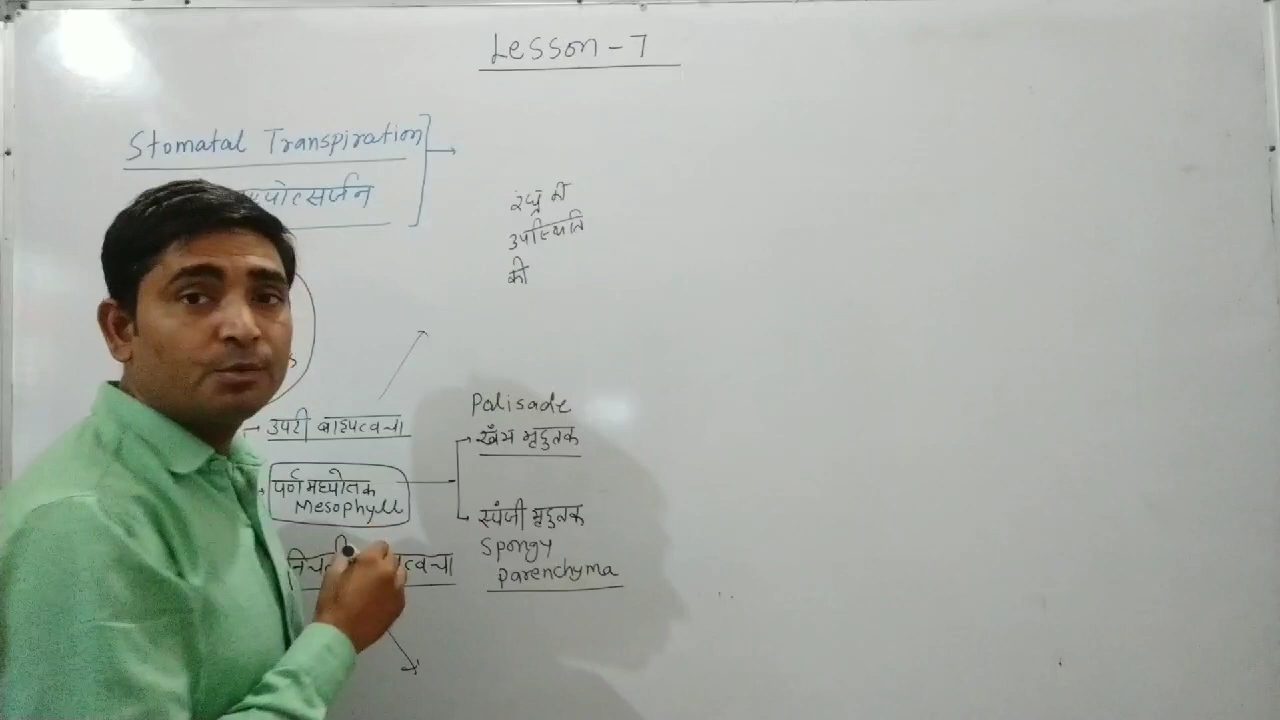 Lesson - 7
Stomatal Transpiration
रंध्रों की
उपस्थिति
को
Palisade
उपरी बाह्यत्वचा
खँभ मृदुतक
पर्णमध्योतक
Mesophyll
स्पंजी मृदुतक
Spongy
parenchyma